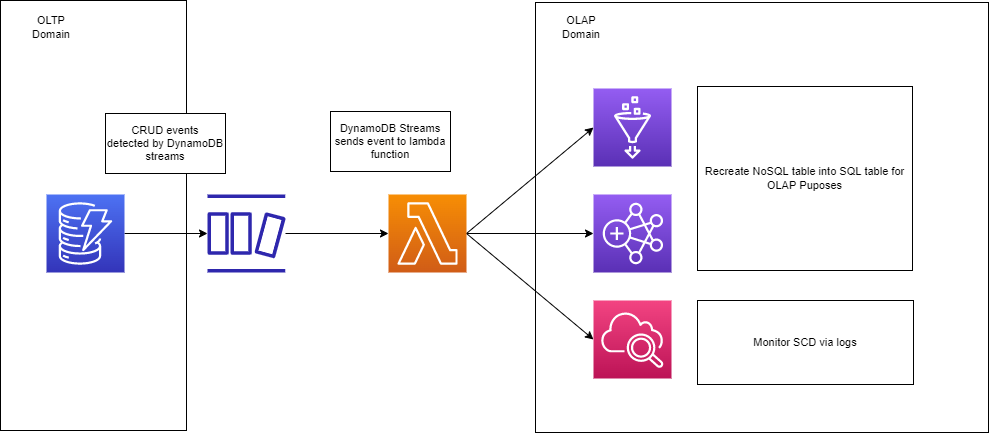 OLTP
Domain
OLAP
Domain
CRUD events
detected by DynamoDB
streams
DynamoDB Streams
sends event to lambda
function
Recreate NoSQL table into SQL table for
OLAP Puposes
Monitor SCD via logs